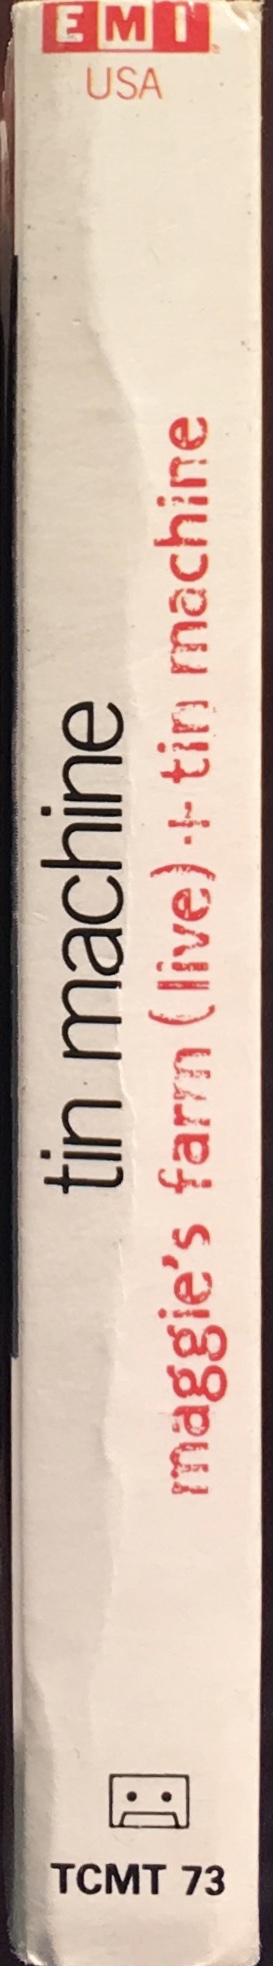 EMI
USA
tin machine
maggie's farm (live) + tin machine
TCMT 73